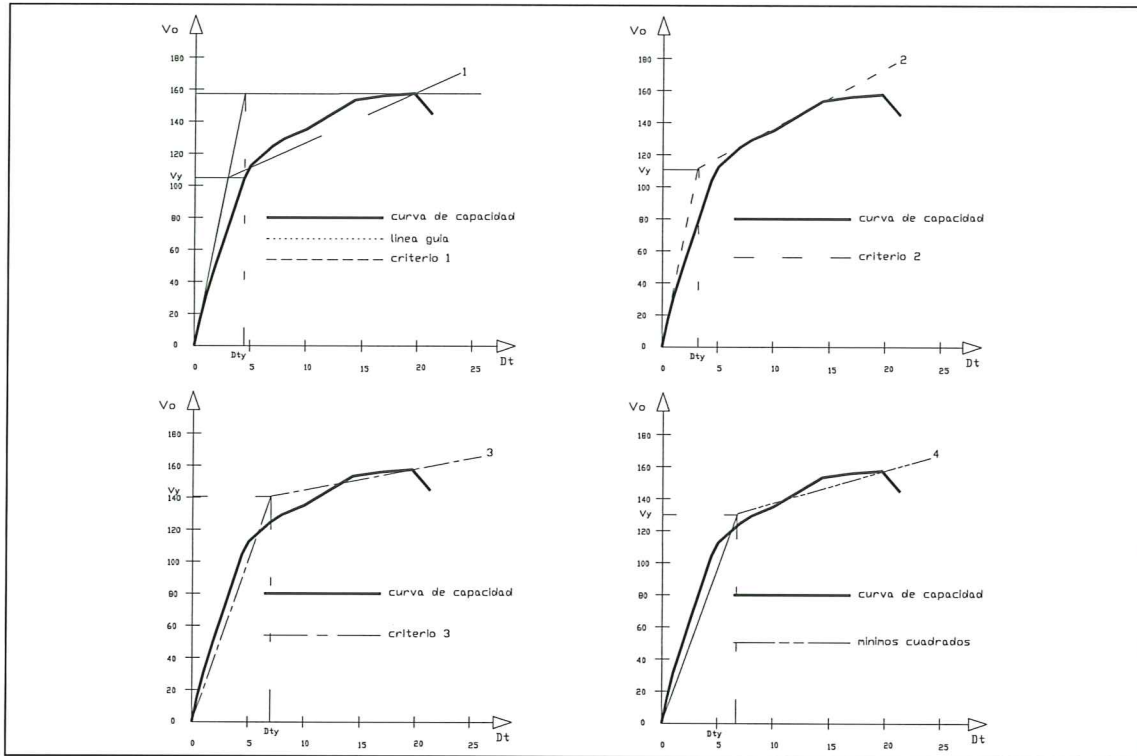 Vo
180
160
140
120
Vy
100
80
60
40
20
0
1
curva de capacidad
linea guia
criterio 1
Dty
0 5 10 15 20 25
Dt
Vo
180
160
140
120
Vy
100
80
60
40
20
0
2
curva de capacidad
criterio 2
Dty
0 5 10 15 20 25
Dt
Vo
180
160
Vy
140
120
100
80
60
40
20
0
3
curva de capacidad
criterio 3
Dty
0 5 10 15 20 25
Dt
Vo
180
160
140
Vy
120
100
80
60
40
20
0
4
curva de capacidad
minimos cuadrados
Dty
0 5 10 15 20 25
Dt